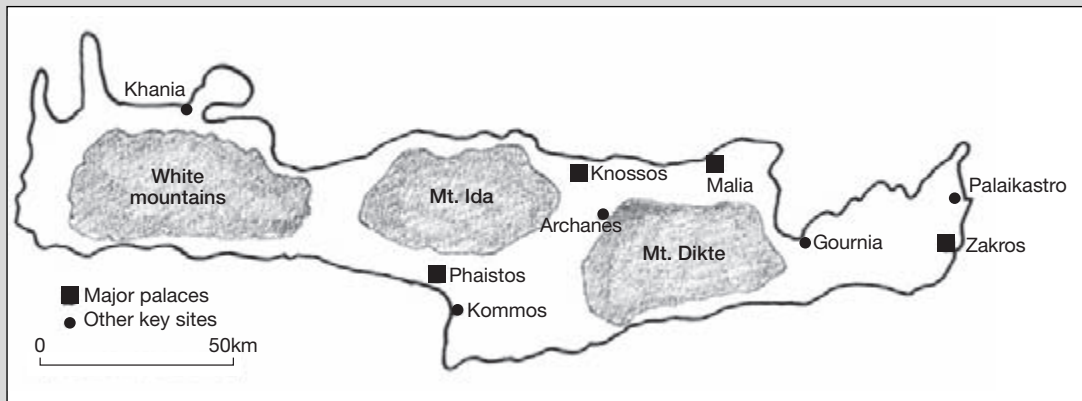 Khania
White
mountains
Mt. Ida
Knossos
Malia
Palaikastro
Archanes
Mt. Dikte
Gournia
Zakros
Phaistos
Kommos
Major palaces
Other key sites
0 50km